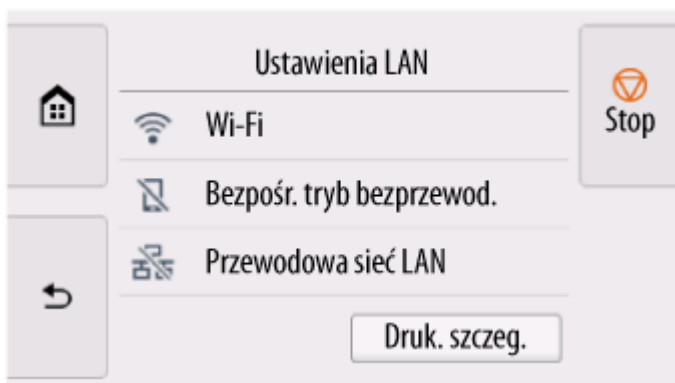 Ustawienia LAN
Stop
Wi-Fi
Bezpośr. tryb bezprzewod.
Przewodowa sieć LAN
Druk. szczeg.